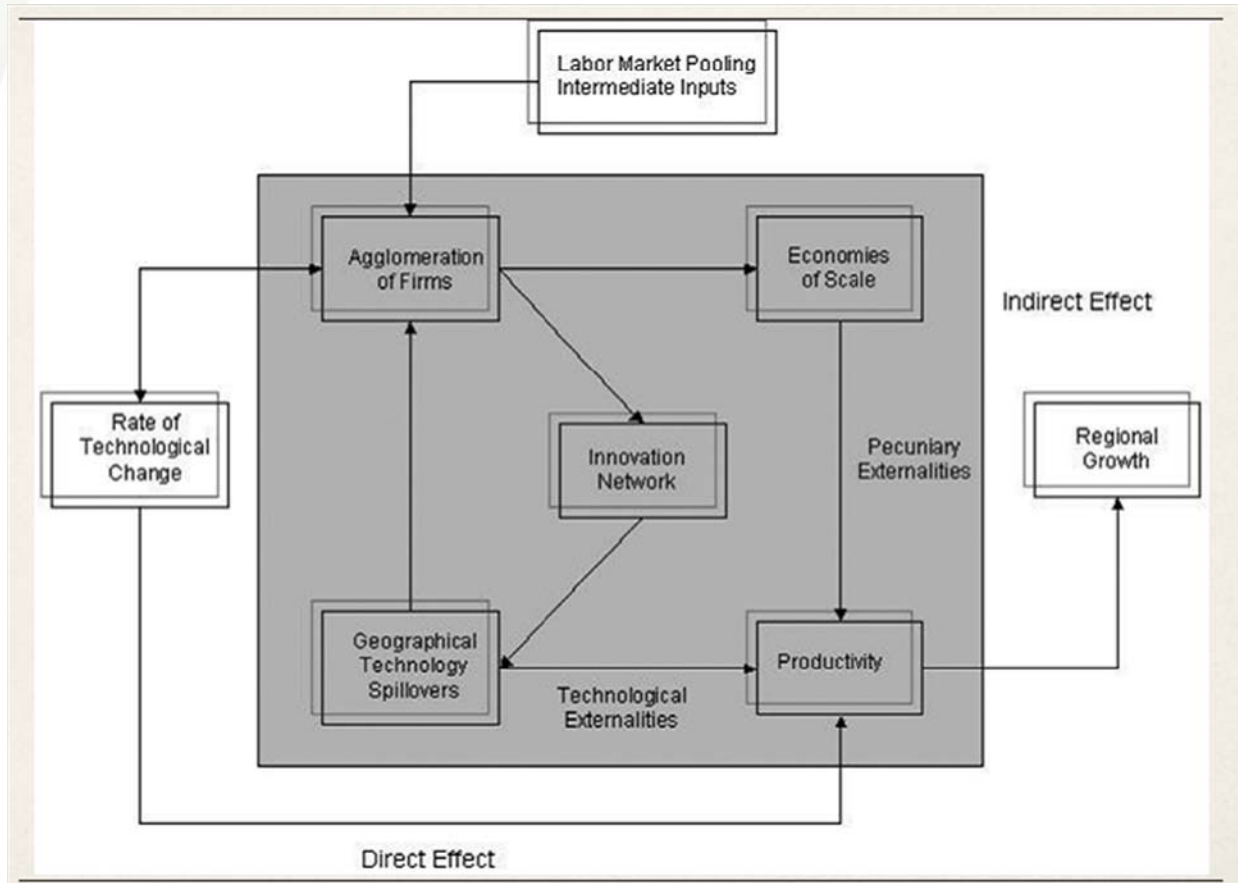 Labor Market Pooling
Intermediate Inputs
Agglomeration
of Firms
Economies
of Scale
Indirect Effect
Rate of
Technological
Change
Innovation
Network
Pecuniary
Externalities
Regional
Growth
Geographical
Technology
Spillovers
Technological
Externalities
Productivity
Direct Effect